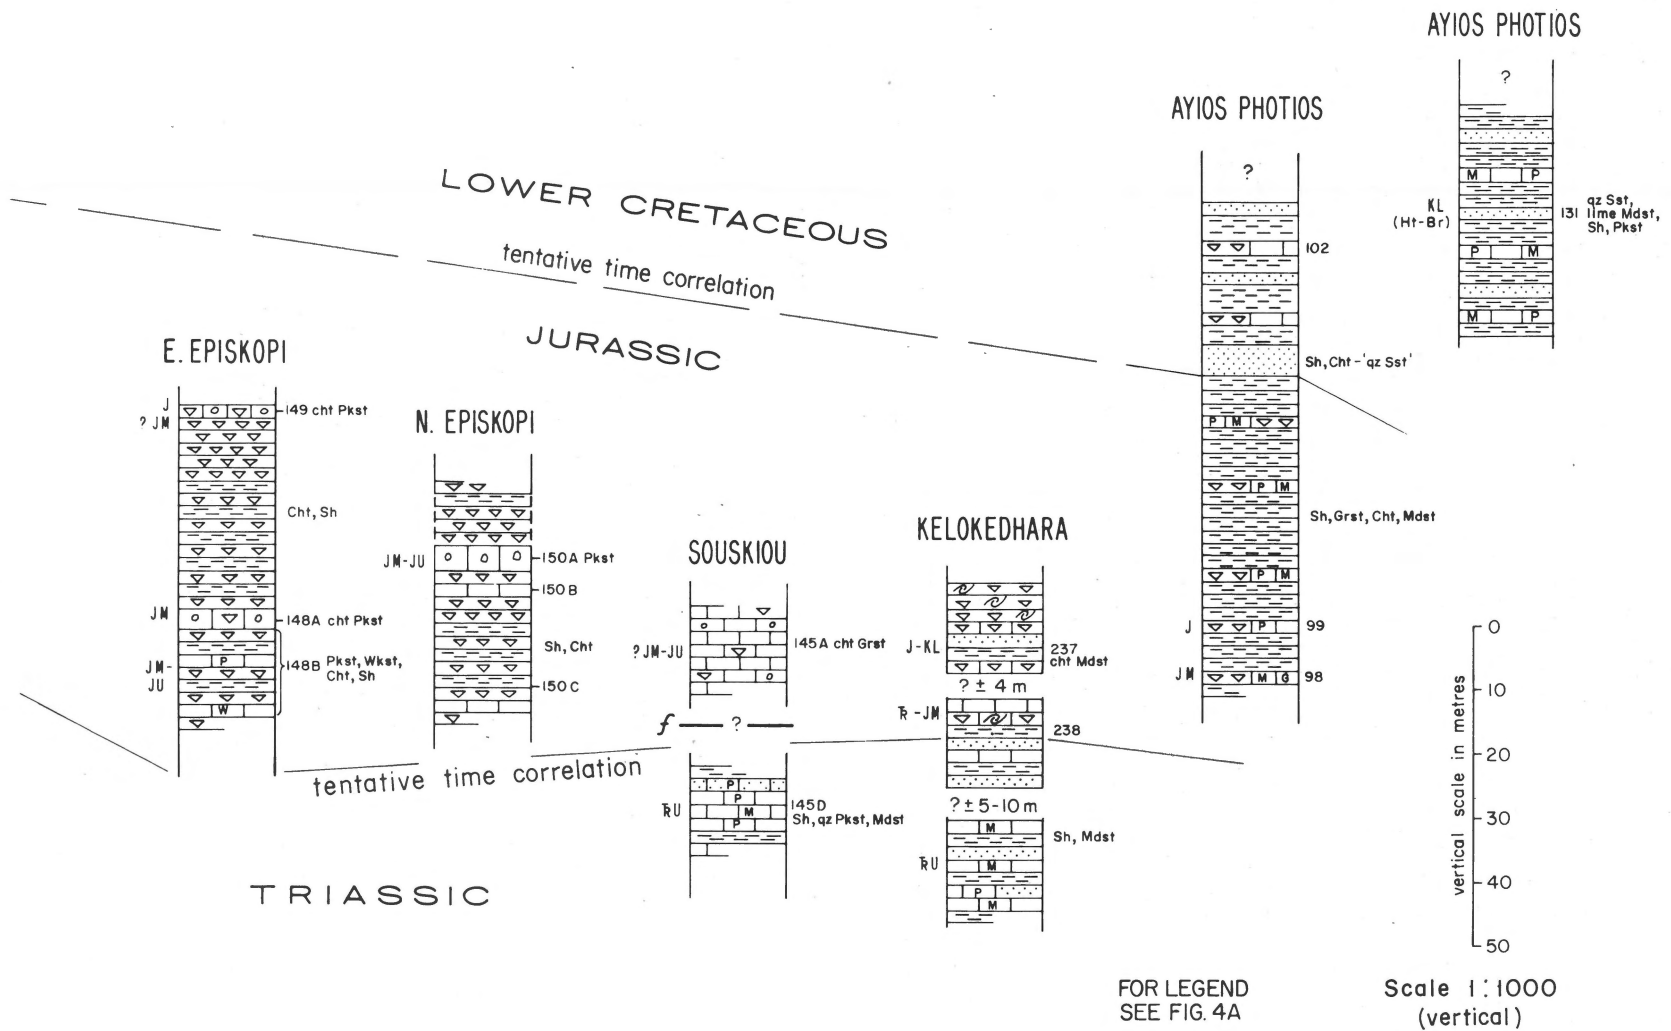 AYIOS PHOTIOS
?
M P
KL
(Ht-Br)
131
qz Sst,
lime Mdst,
Sh, Pkst
P M
M P
AYIOS PHOTIOS
?
102
Sh, Cht-'qz Sst'
P M
P M
Sh, Grst, Cht, Mdst
P M
J
P
99
JM
M G
98
LOWER CRETACEOUS
tentative time correlation
JURASSIC
E. EPISKOPI
J
149 cht Pkst
? JM
Cht, Sh
JM
148A cht Pkst
P
148B Pkst, Wkst,
Cht, Sh
JM-
JU
W
N. EPISKOPI
JM-JU
150A Pkst
150B
Sh, Cht
150C
SOUSKIOU
145A cht Grst
? JM-JU
f — ? —
P
P
M
P
TRU
145D
Sh, qz Pkst, Mdst
KELOKEDHARA
J-KL
237
cht Mdst
? ± 4 m
TR-JM
238
? ± 5-10 m
M
Sh, Mdst
TRU
M
P
M
tentative time correlation
TRIASSIC
vertical scale in metres
0
10
20
30
40
50
FOR LEGEND
SEE FIG. 4A
Scale 1:1000
(vertical)